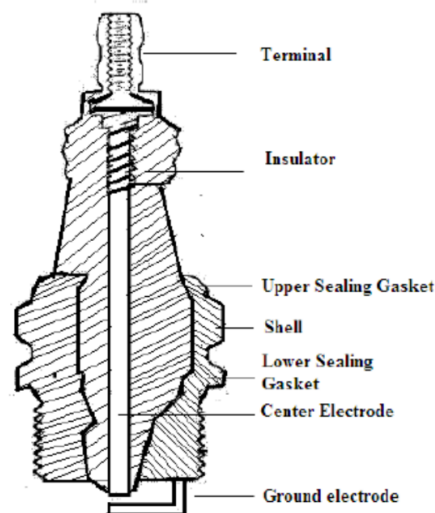 Terminal
Insulator
Upper Sealing Gasket
Shell
Lower Sealing
Gasket
Center Electrode
Ground electrode